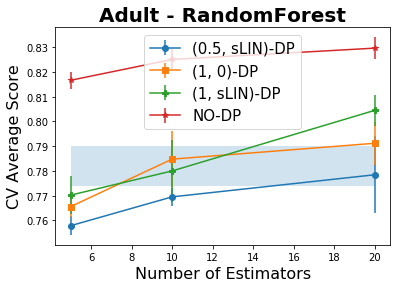 Adult - RandomForest
CV Average Score
0.83
0.82
0.81
0.80
0.79
0.78
0.77
0.76
(0.5, sLIN)-DP
(1, 0)-DP
(1, sLIN)-DP
NO-DP
6 8 10 12 14 16 18 20
Number of Estimators